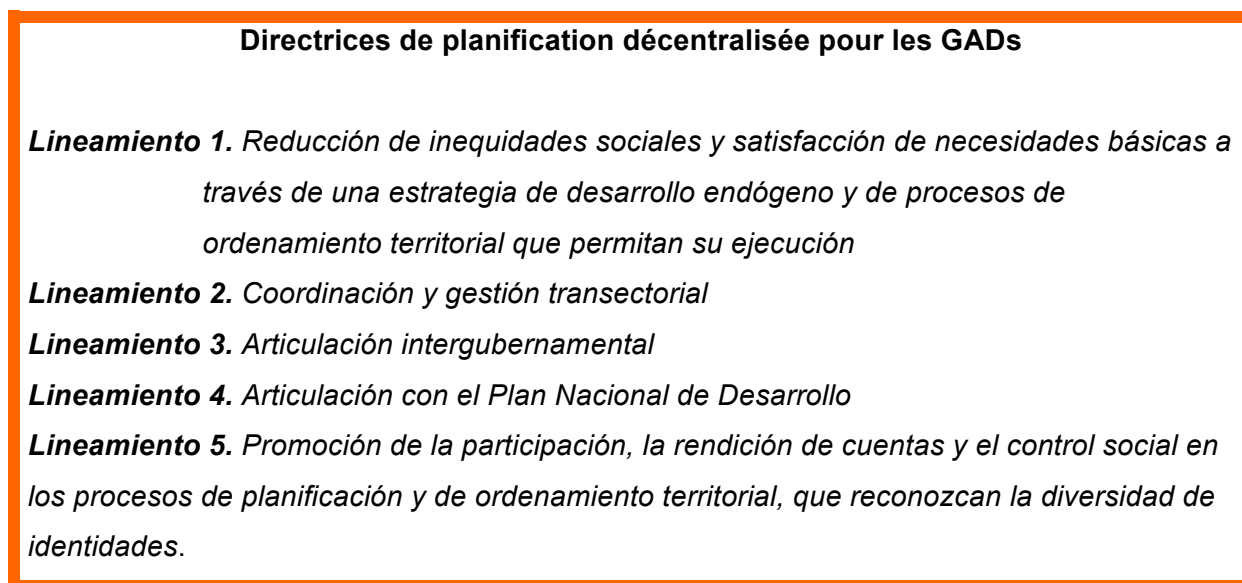 Directrices de planification décentralisée pour les GADs
Lineamiento 1. Reducción de inequidades sociales y satisfacción de necesidades básicas a
través de una estrategia de desarrollo endógeno y de procesos de
ordenamiento territorial que permitan su ejecución
Lineamiento 2. Coordinación y gestión transectorial
Lineamiento 3. Articulación intergubernamental
Lineamiento 4. Articulación con el Plan Nacional de Desarrollo
Lineamiento 5. Promoción de la participación, la rendición de cuentas y el control social en
los procesos de planificación y de ordenamiento territorial, que reconozcan la diversidad de
identidades.